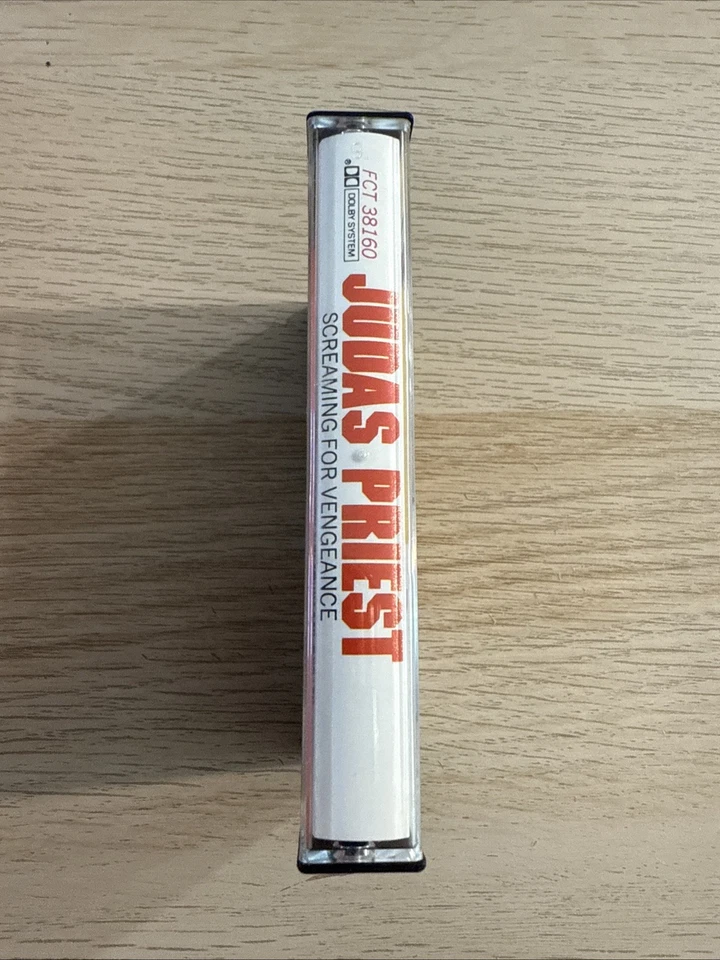 FCT 38160
DOLBY SYSTEM
®
JUDAS PRIEST
SCREAMING FOR VENGEANCE